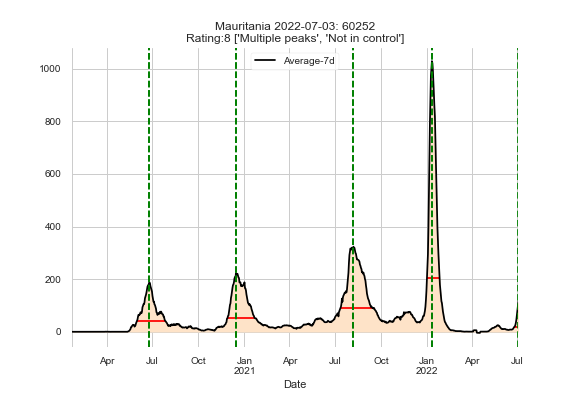 Mauritania 2022-07-03: 60252
Rating:8 ['Multiple peaks', 'Not in control']
Average-7d
1000
800
600
400
200
0
Apr Jul Oct Jan Apr Jul Oct Jan Apr Jul
2021 2022
Date